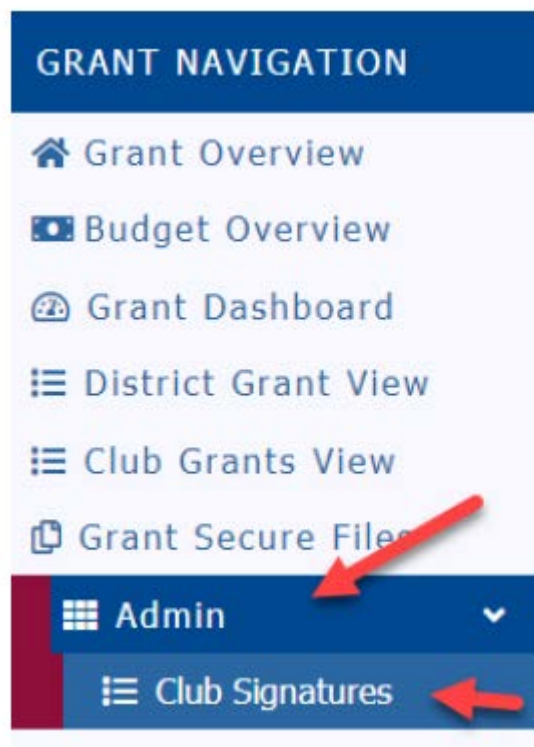 GRANT NAVIGATION
Grant Overview
Budget Overview
Grant Dashboard
District Grant View
Club Grants View
Grant Secure Files
Admin
Club Signatures